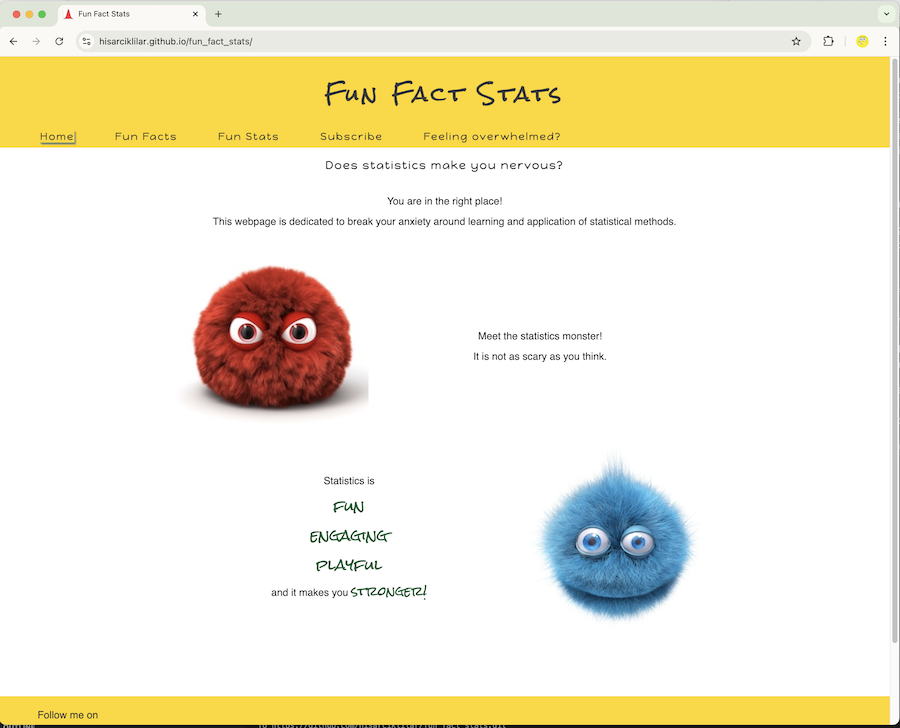 Fun Fact Stats
hisarciklilar.github.io/fun_fact_stats/
Fun Fact Stats
Home
Fun Facts
Fun Stats
Subscribe
Feeling overwhelmed?
Does statistics make you nervous?
You are in the right place!
This webpage is dedicated to break your anxiety around learning and application of statistical methods.
Meet the statistics monster!
It is not as scary as you think.
Statistics is
FUN
ENGAGING
PLAYFUL
and it makes you STRONGER!
Follow me on